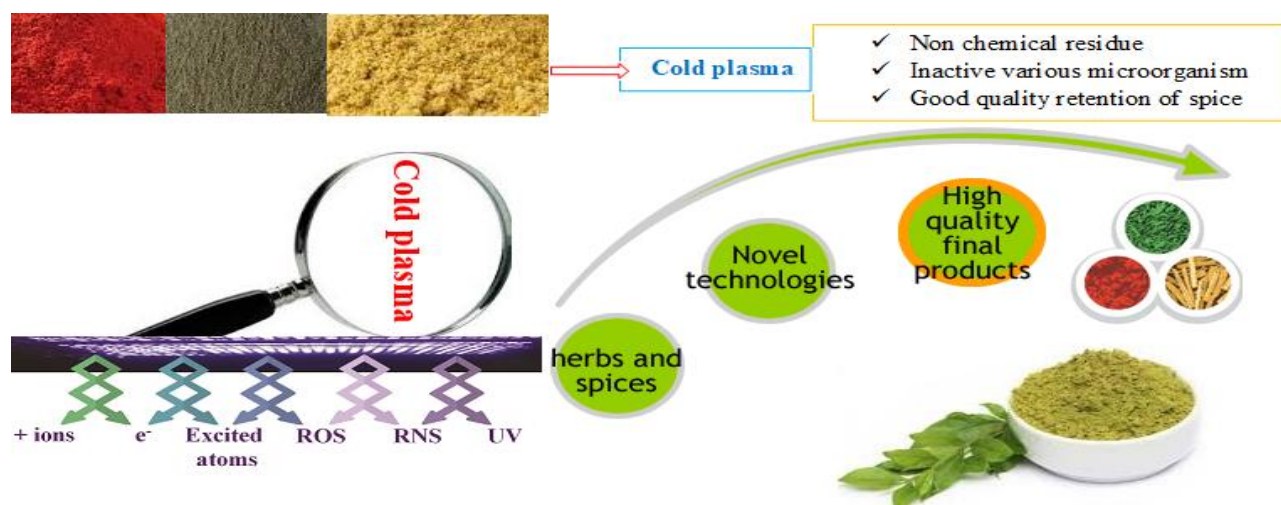 Cold plasma
✓ Non chemical residue
✓ Inactive various microorganism
✓ Good quality retention of spice
Cold plasma
High
quality
final
products
Novel
technologies
herbs and
spices
+ ions e⁻ Excited ROS RNS UV
atoms